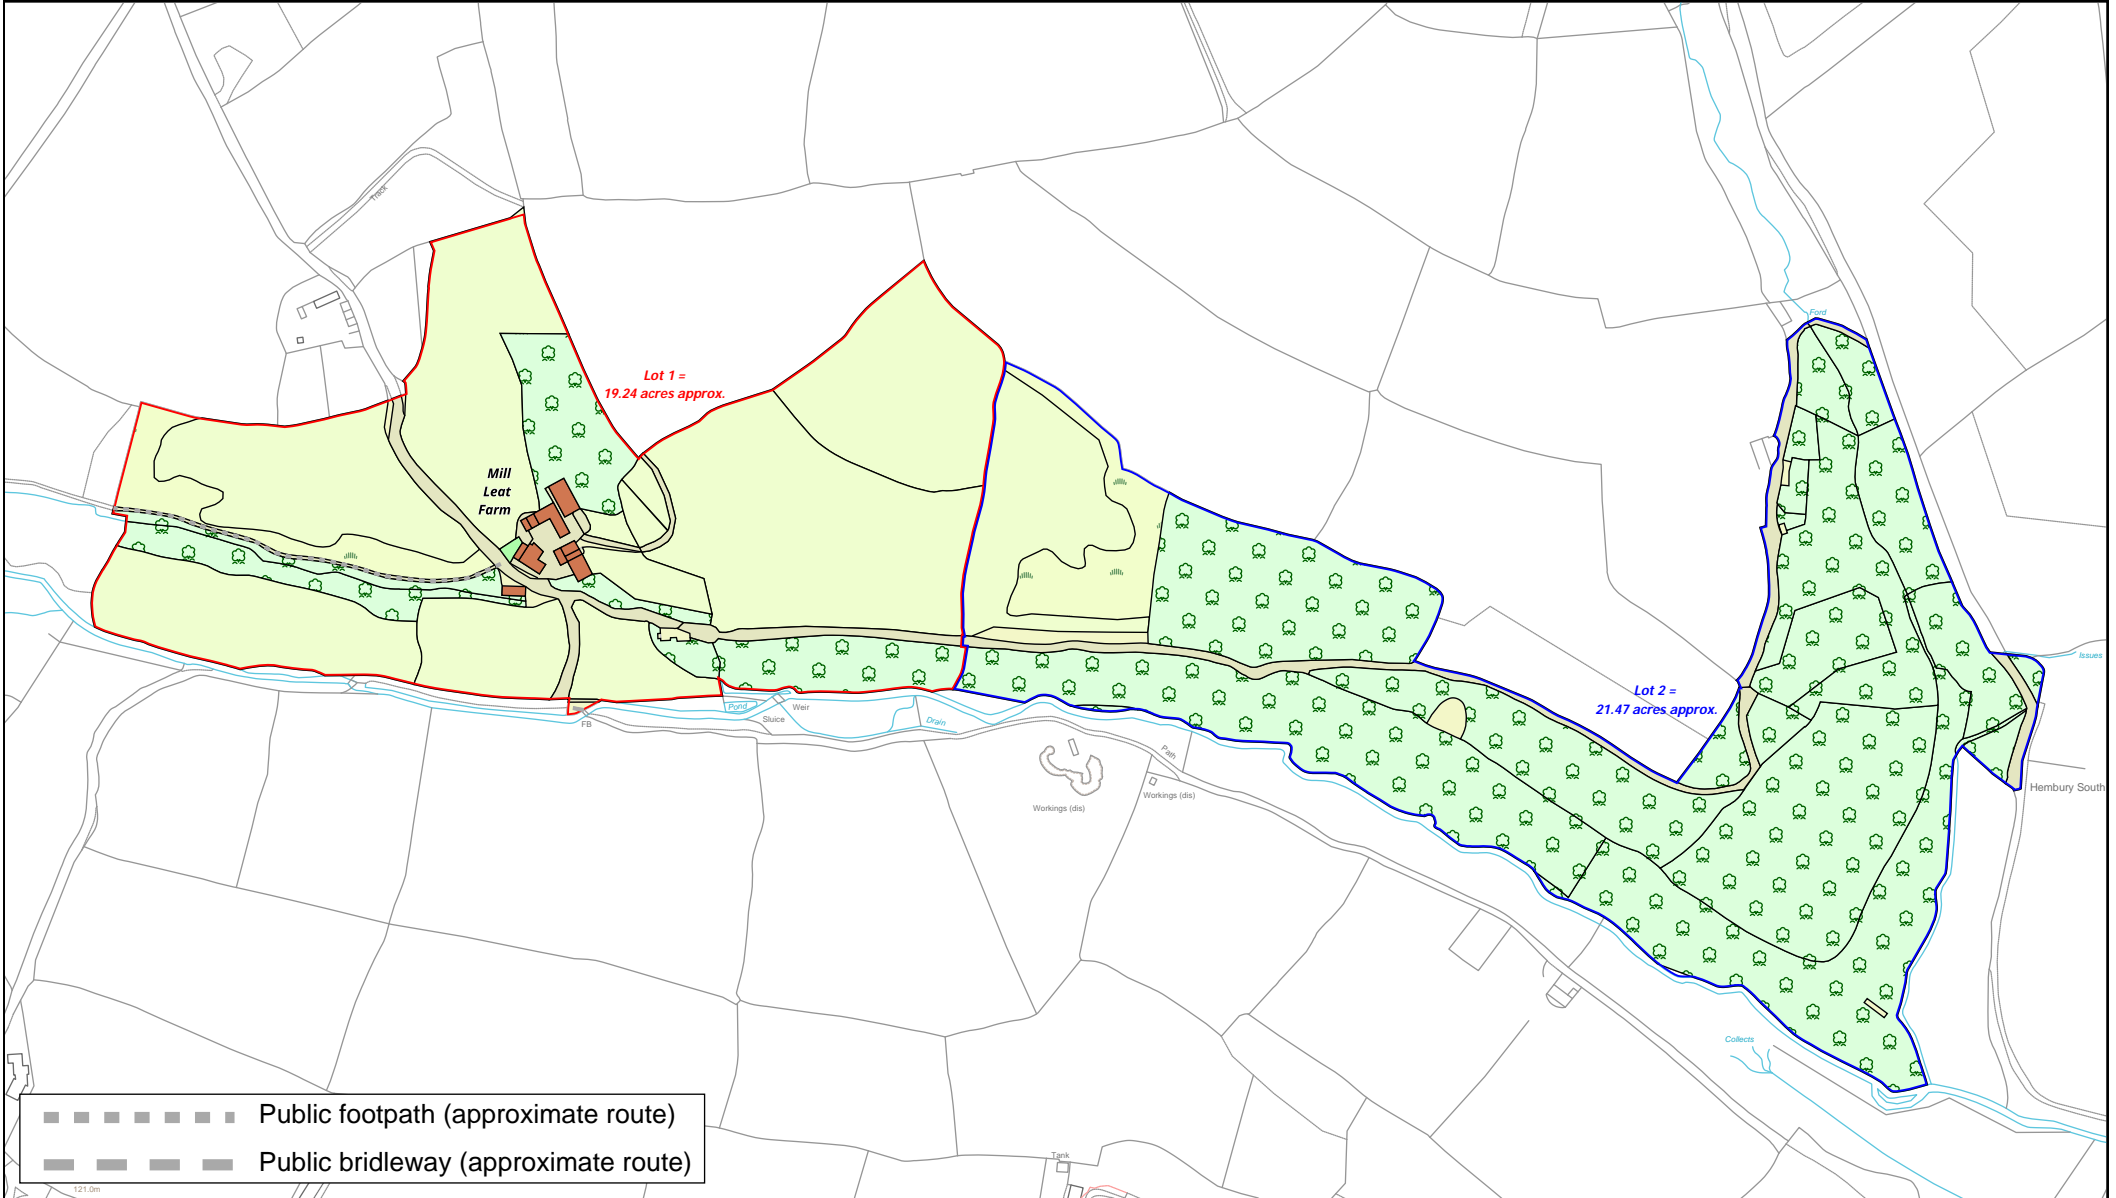 Track
Ford
Lot 1 =
19.24 acres approx.
Mill
Leat
Farm
Issues
Lot 2 =
21.47 acres approx.
Pond
Weir
Sluice
Drain
FB
Path
Workings (dis)
Workings (dis)
Hembury South
Collects
Public footpath (approximate route)
Public bridleway (approximate route)
Tank
121.0m